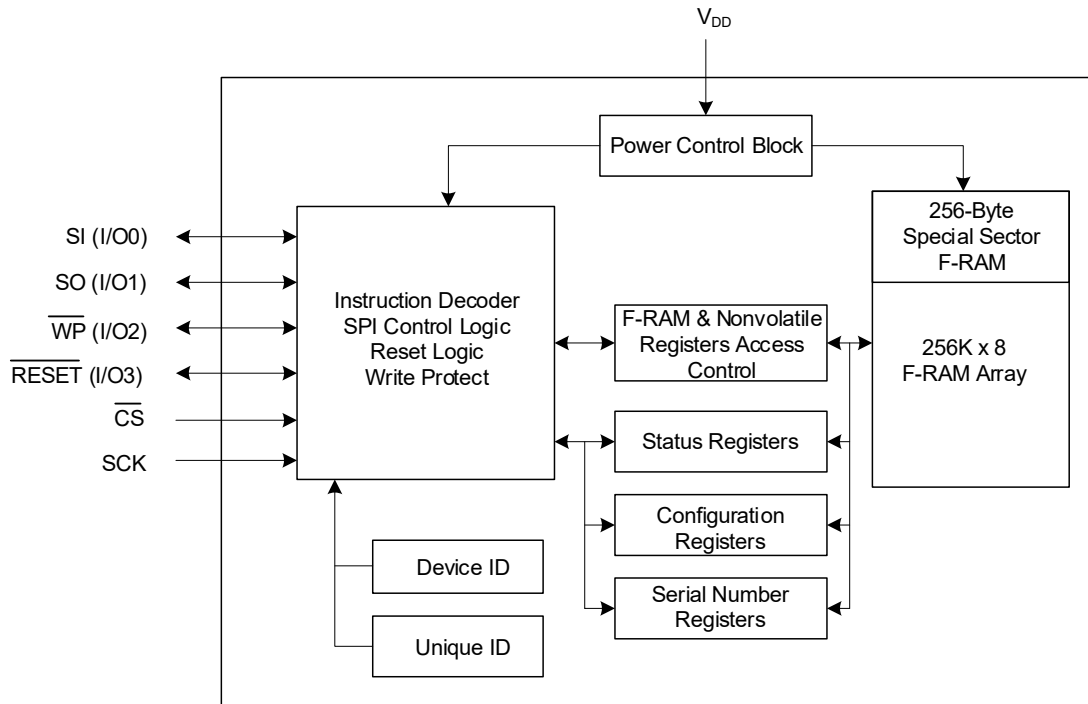 VDD
Power Control Block
256-Byte
Special Sector
F-RAM
256K x 8
F-RAM Array
SI (I/O0)
SO (I/O1)
WP (I/O2)
RESET (I/O3)
CS
SCK
Instruction Decoder
SPI Control Logic
Reset Logic
Write Protect
F-RAM & Nonvolatile
Registers Access
Control
Status Registers
Configuration
Registers
Serial Number
Registers
Device ID
Unique ID